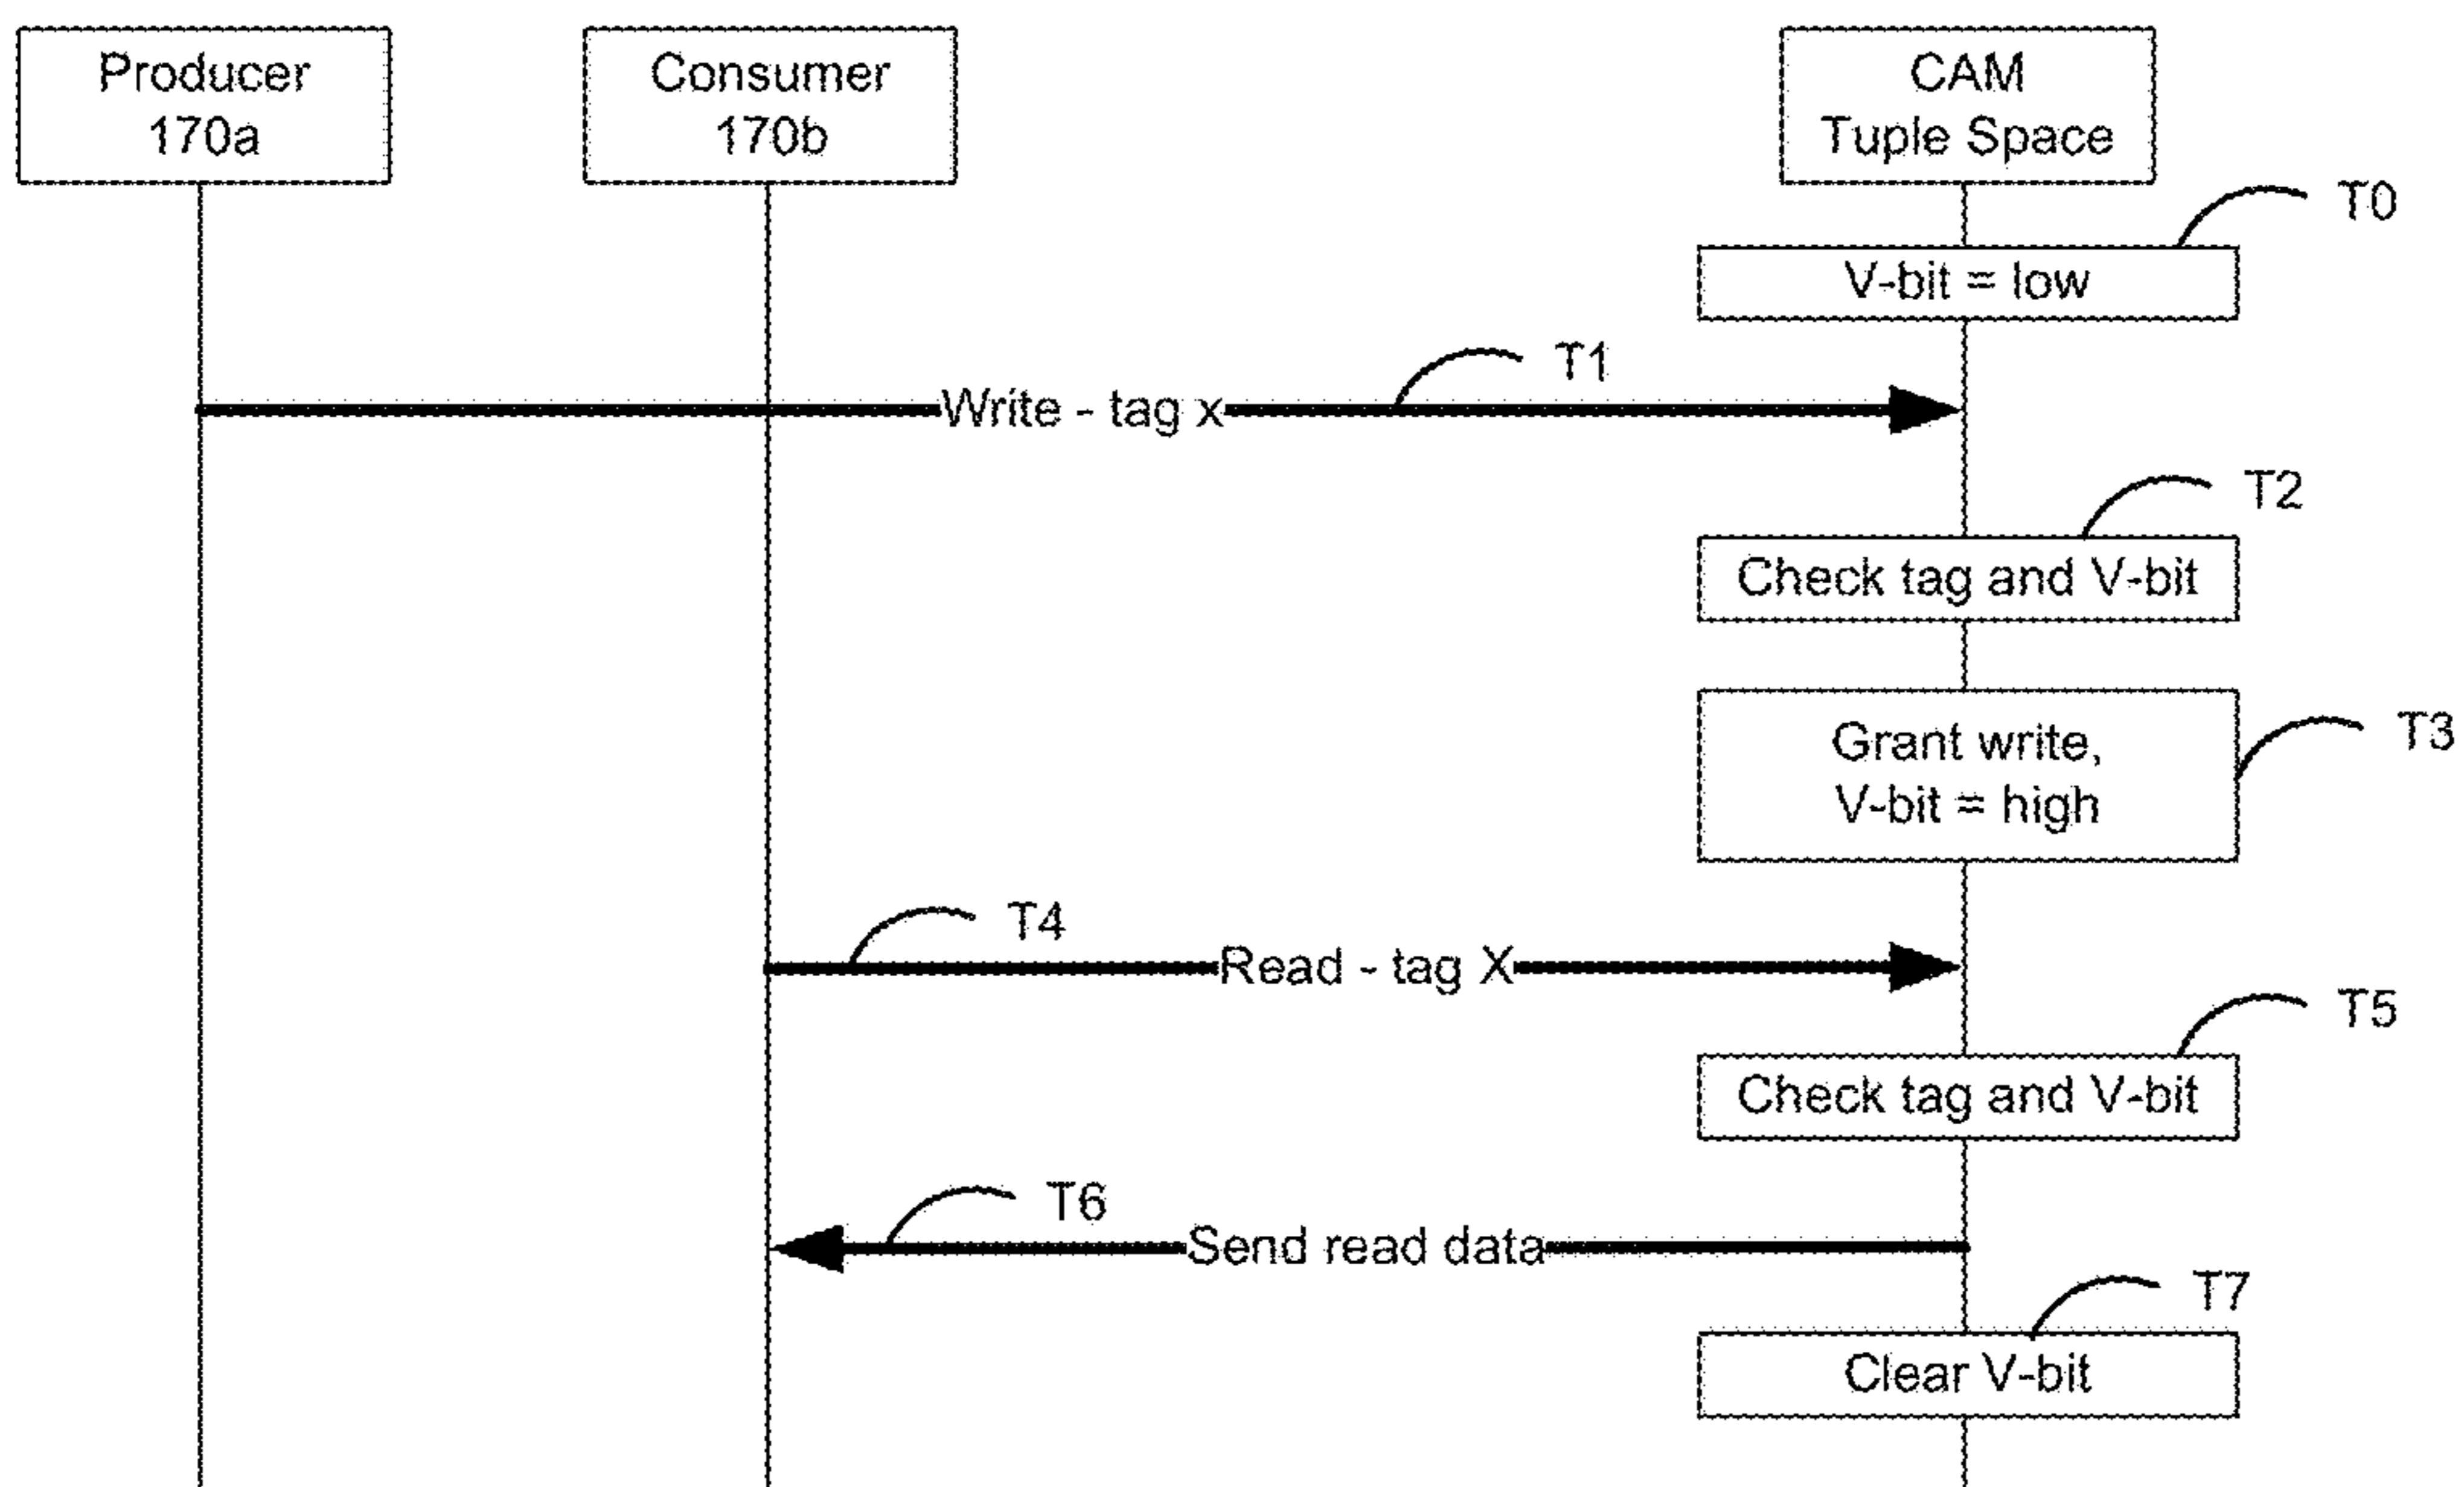 Producer
170a
Consumer
170b
CAM
Tuple Space
T0
V-bit = low
T1
Write - tag x
T2
Check tag and V-bit
T3
Grant write,
V-bit = high
T4
Read - tag X
T5
Check tag and V-bit
T6
Send read data
T7
Clear V-bit